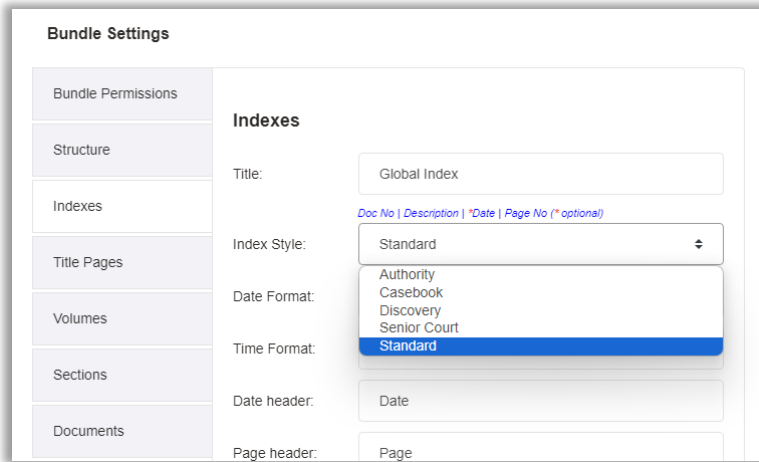 Bundle Settings
Bundle Permissions
Structure
Indexes
Title Pages
Volumes
Sections
Documents
Indexes
Title: Global Index
Doc No | Description | *Date | Page No (* optional)
Index Style: Standard
Authority
Casebook
Discovery
Senior Court
Standard
Date Format:
Time Format:
Date header: Date
Page header: Page